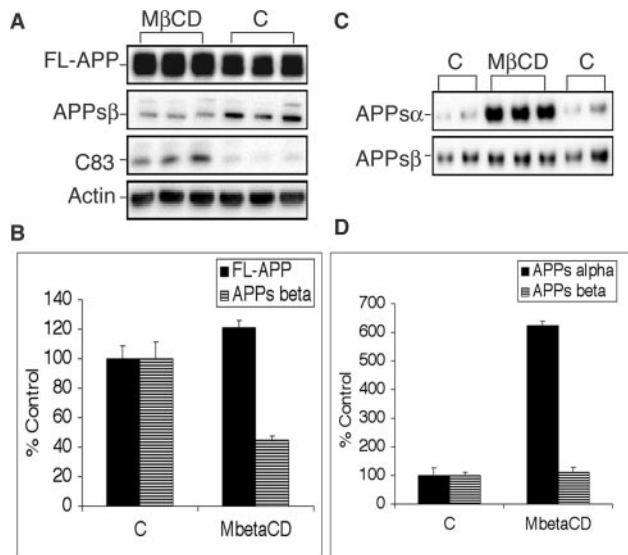 A
MβCD C
FL-APP
APPsβ
C83
Actin
B
FL-APP
APPs beta
% Control
140
120
100
80
60
40
20
0
C MbetaCD
C
C MβCD C
APPsα
APPsβ
D
APPs alpha
APPs beta
% Control
700
600
500
400
300
200
100
0
C MbetaCD